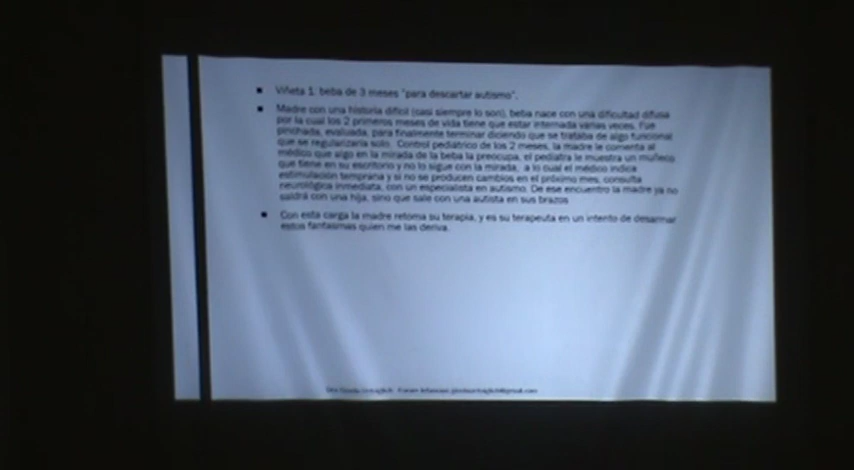 Viñeta 1: beba de 3 meses "para descartar autismo".
Madre con una historia difícil (casi siempre lo son), beba nace con una dificultad difusa
por la cual los 2 primeros meses de vida tiene que estar internada varias veces. Fue
pinchada, evaluada, para finalmente terminar diciendo que se trataba de algo funcional
que se regularizaría solo. Control pediátrico de los 2 meses, la madre le comenta al
médico que algo en la mirada de la beba la preocupa, el pediatra le muestra un muñeco
que tiene en su escritorio y no lo sigue con la mirada, a lo cual el médico indica
estimulación temprana y si no se producen cambios en el próximo mes, consulta
neurológica inmediata, con un especialista en autismo. De ese encuentro la madre ya no
saldrá con una hija, sino que sale con una autista en sus brazos
Con esta carga la madre retoma su terapia, y es su terapeuta en un intento de desarmar
estos fantasmas quien me las deriva.